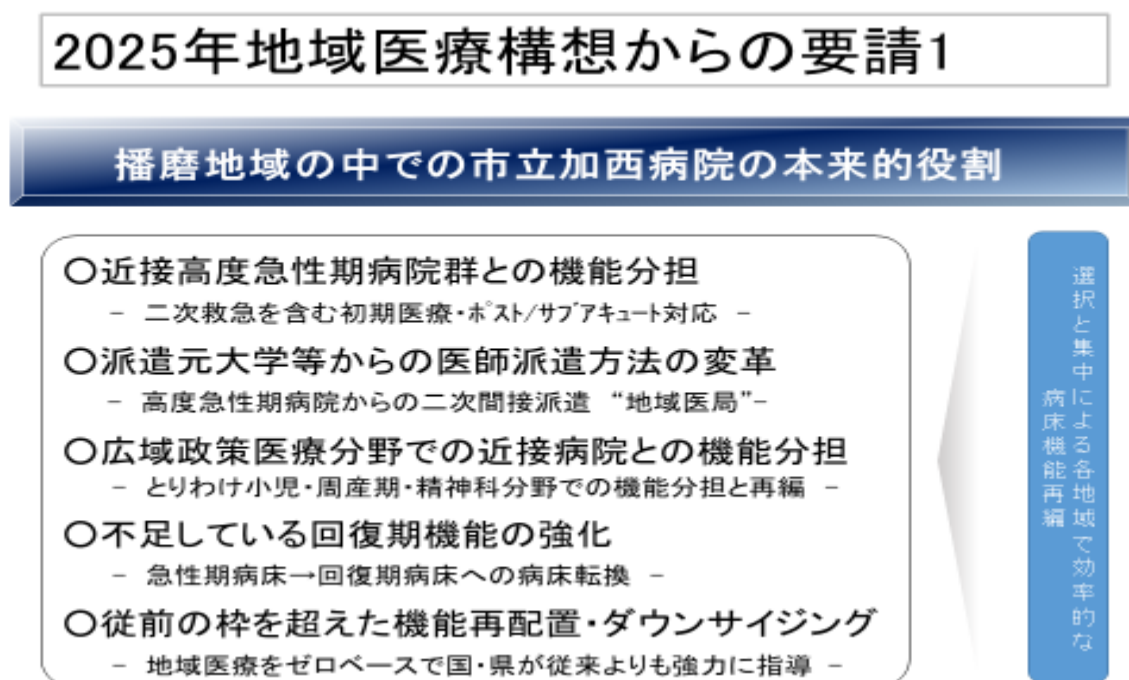 2025年地域医療構想からの要請1
播磨地域の中での市立加西病院の本来的役割
〇近接高度急性期病院群との機能分担
－ 二次救急を含む初期医療・ﾎﾟｽﾄ/ｻﾌﾞｱｷｭｰﾄ対応 －
〇派遣元大学等からの医師派遣方法の変革
－ 高度急性期病院からの二次間接派遣 “地域医局”－
〇広域政策医療分野での近接病院との機能分担
－ とりわけ小児・周産期・精神科分野での機能分担と再編 －
〇不足している回復期機能の強化
－ 急性期病床→回復期病床への病床転換 －
〇従前の枠を超えた機能再配置・ダウンサイジング
－ 地域医療をゼロベースで国・県が従来よりも強力に指導 －
選択と集中による各地域で効率的な
病床機能再編